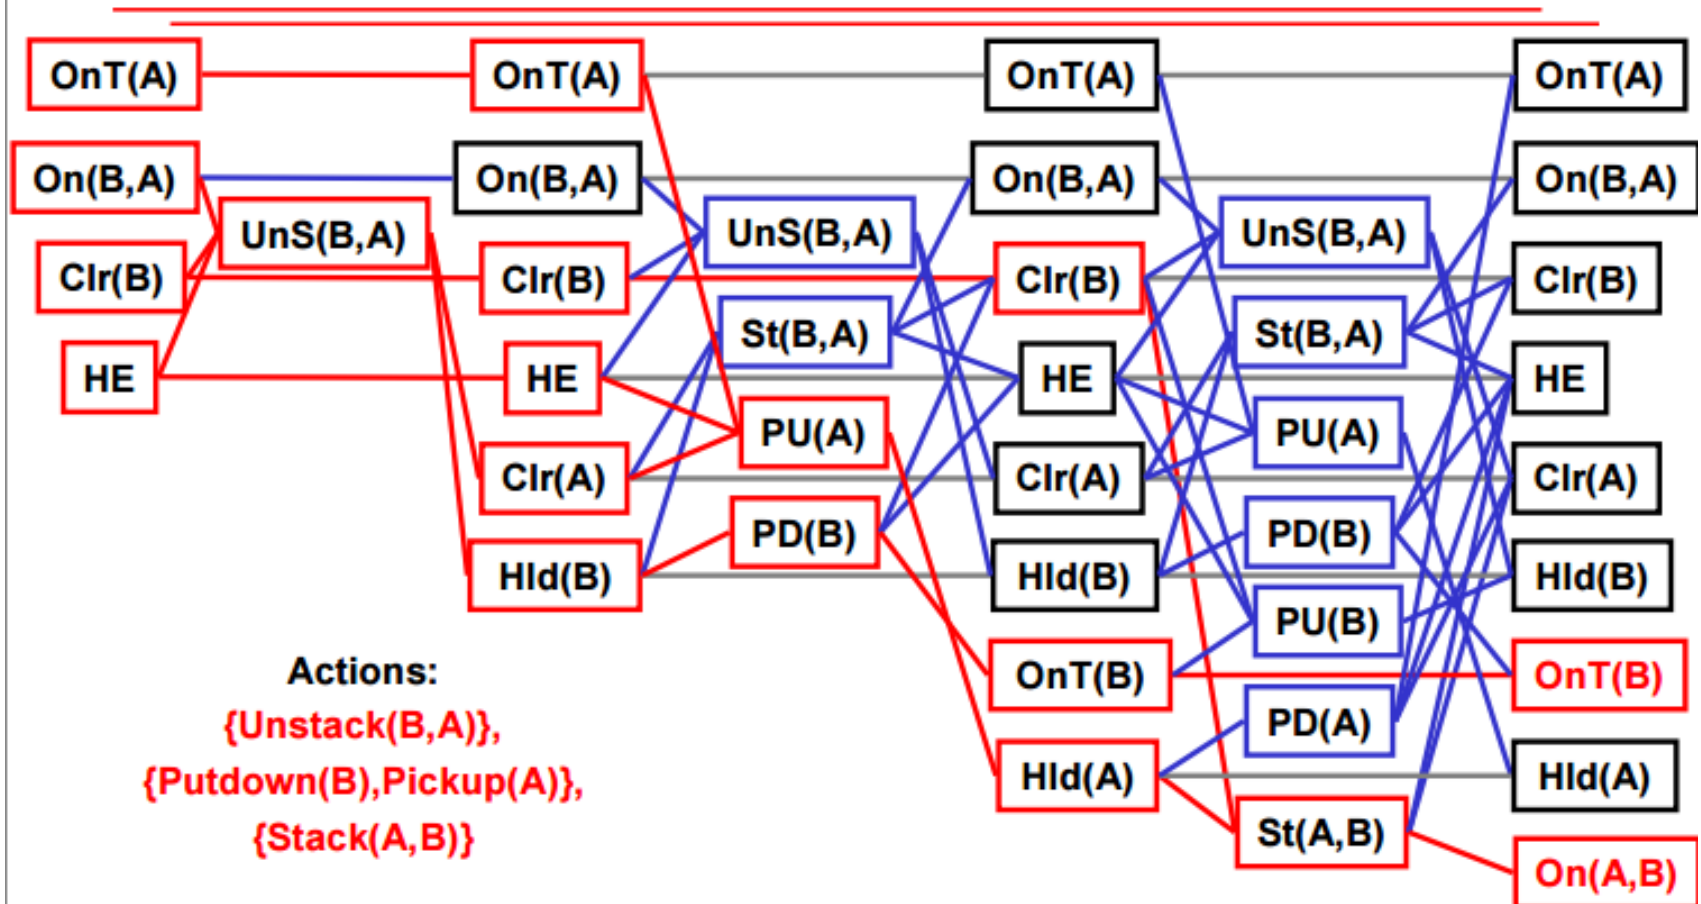 OnT(A) OnT(A) OnT(A) OnT(A)
On(B,A) On(B,A) On(B,A) On(B,A)
UnS(B,A) UnS(B,A) UnS(B,A)
Clr(B) Clr(B) Clr(B) Clr(B)
St(B,A) St(B,A)
HE HE HE HE
PU(A) PU(A)
Clr(A) Clr(A) Clr(A)
PD(B) PD(B)
Hld(B) Hld(B) Hld(B)
PU(B)
Actions:
OnT(B) OnT(B)
{Unstack(B,A)},
PD(A)
{Putdown(B),Pickup(A)},
Hld(A) Hld(A)
{Stack(A,B)}
St(A,B)
On(A,B)